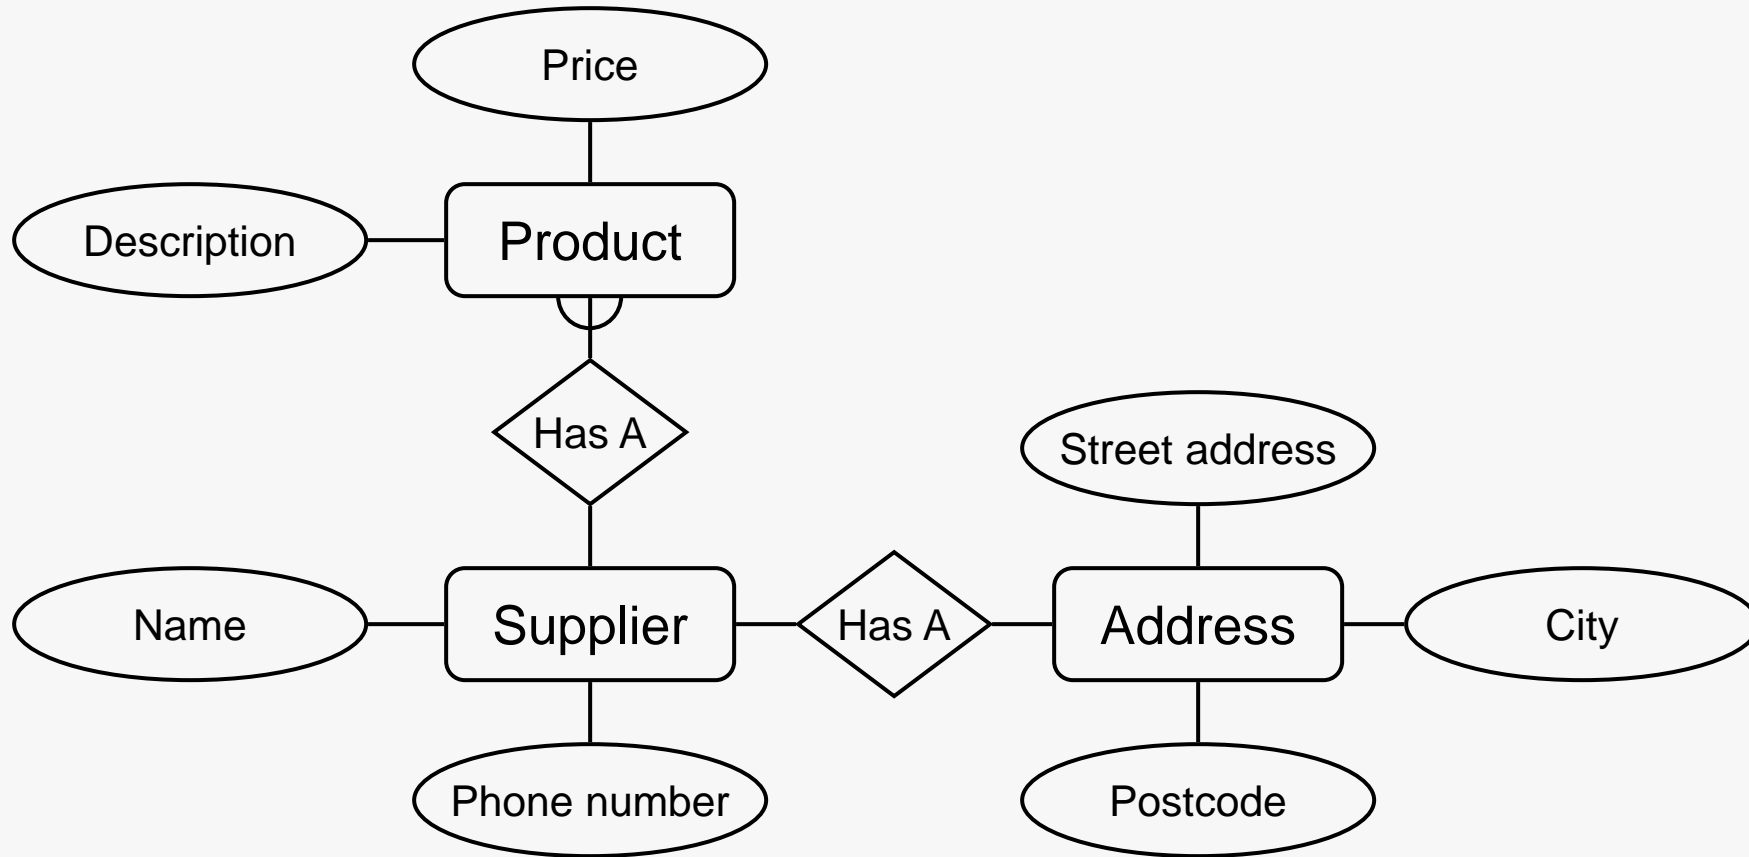 Price
Description
Product
Has A
Street address
Name
Supplier
Has A
Address
City
Phone number
Postcode